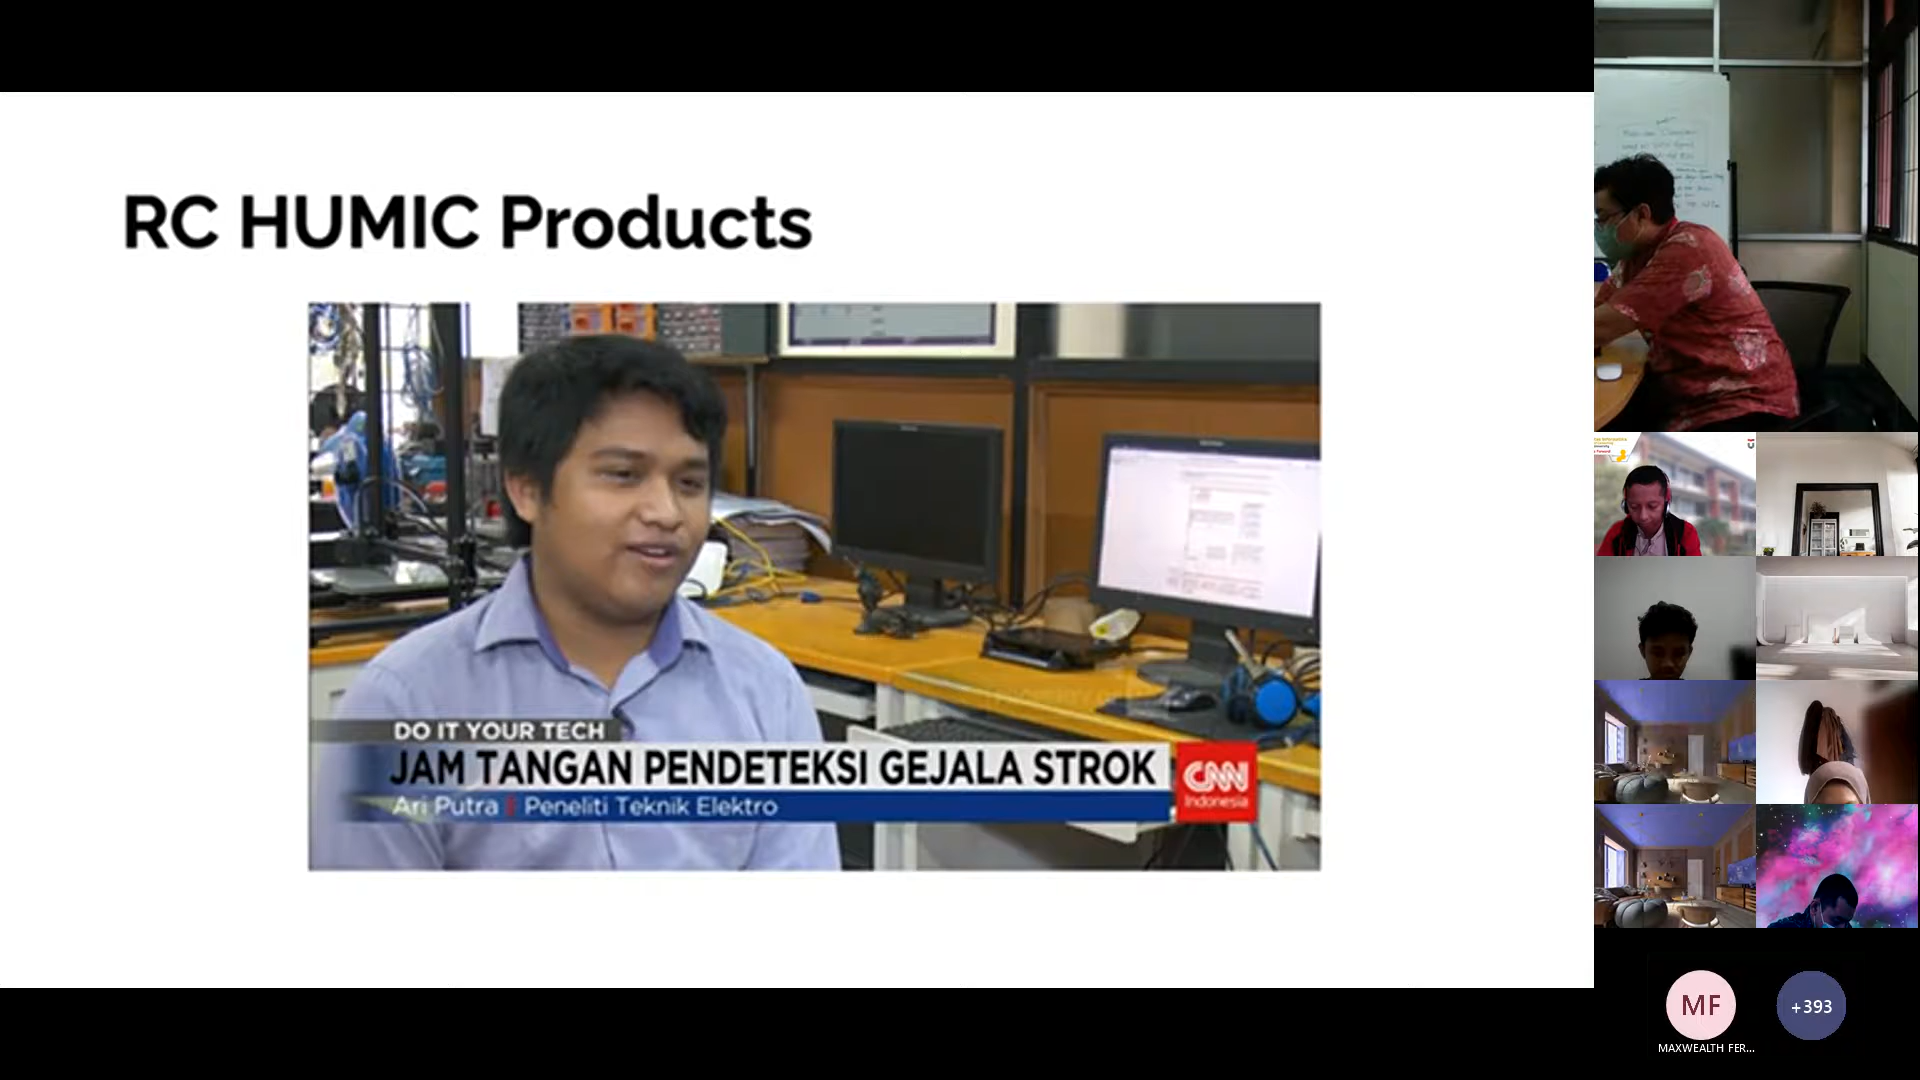 RC HUMIC Products
DO IT YOUR TECH
JAM TANGAN PENDETEKSI GEJALA STROK
Ari Putra | Peneliti Teknik Elektro
CNN
Indonesia
MF
+393
MAXWEALTH FER...